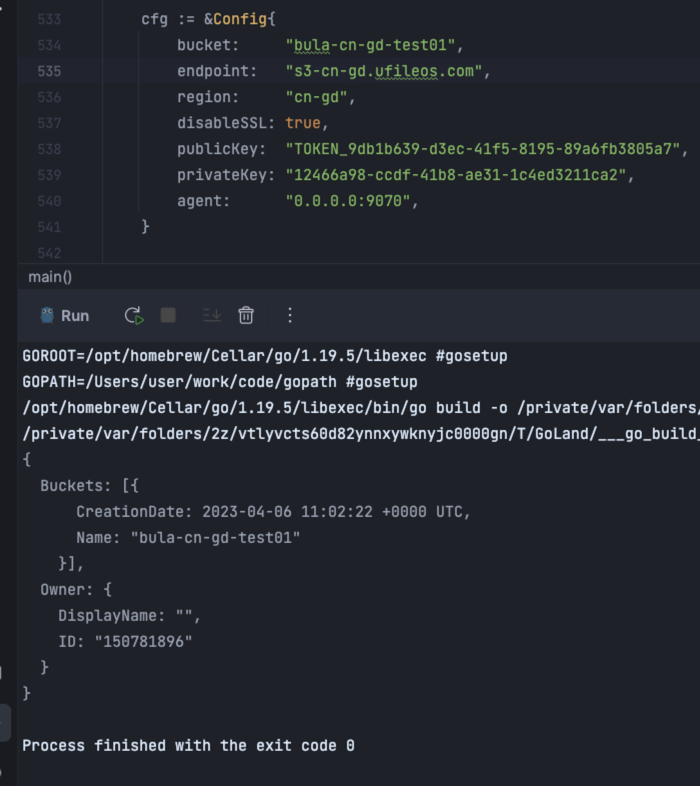 533 cfg := &Config{
534 bucket: "bula-cn-gd-test01",
535 endpoint: "s3-cn-gd.ufileos.com",
536 region: "cn-gd",
537 disableSSL: true,
538 publicKey: "TOKEN_9db1b639-d3ec-41f5-8195-89a6fb3805a7",
539 privateKey: "12466a98-ccdf-41b8-ae31-1c4ed3211ca2",
540 agent: "0.0.0.0:9070",
541 }
542
main()
Run
GOROOT=/opt/homebrew/Cellar/go/1.19.5/libexec #gosetup
GOPATH=/Users/user/work/code/gopath #gosetup
/opt/homebrew/Cellar/go/1.19.5/libexec/bin/go build -o /private/var/folders/
/private/var/folders/2z/vtlyvcts60d82ynnxywknyjc0000gn/T/GoLand/___go_build_
{
Buckets: [{
CreationDate: 2023-04-06 11:02:22 +0000 UTC,
Name: "bula-cn-gd-test01"
}],
Owner: {
DisplayName: "",
ID: "150781896"
}
}
Process finished with the exit code 0